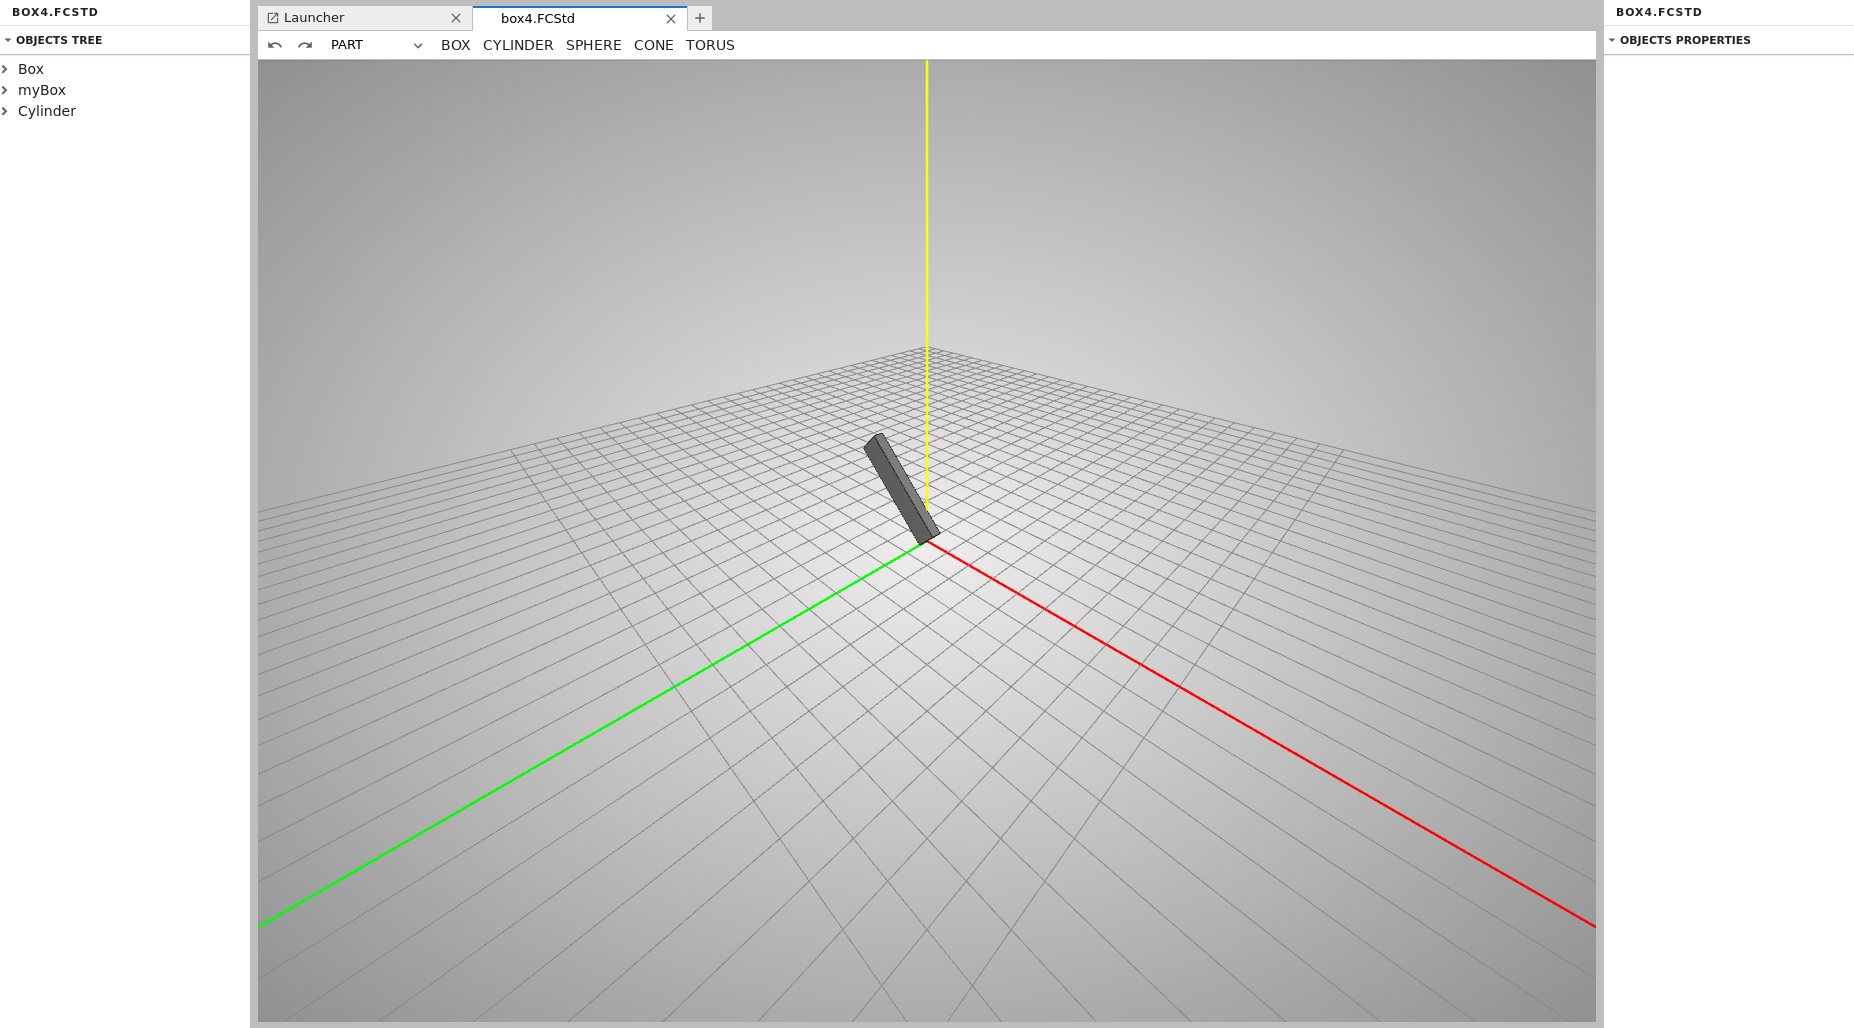 BOX4.FCSTD
OBJECTS TREE
Box
myBox
Cylinder
Launcher
box4.FCStd
PART
BOX CYLINDER SPHERE CONE TORUS
BOX4.FCSTD
OBJECTS PROPERTIES